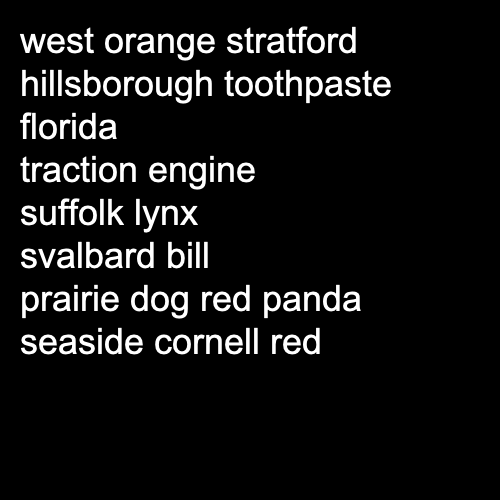 west orange stratford
hillsborough toothpaste
florida
traction engine
suffolk lynx
svalbard bill
prairie dog red panda
seaside cornell red